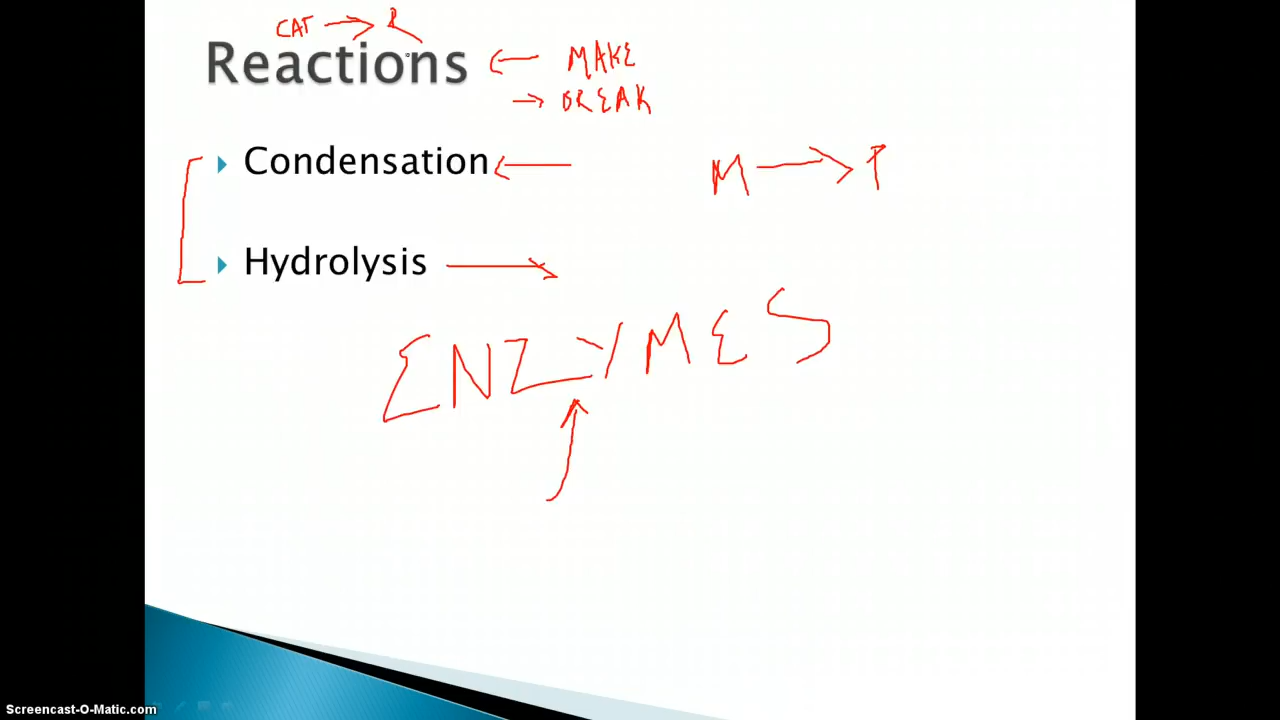 CAT → R
Reactions ← MAKE
→ BREAK
Condensation ← M → P
Hydrolysis →
ENZYMES
Screencast-O-Matic.com